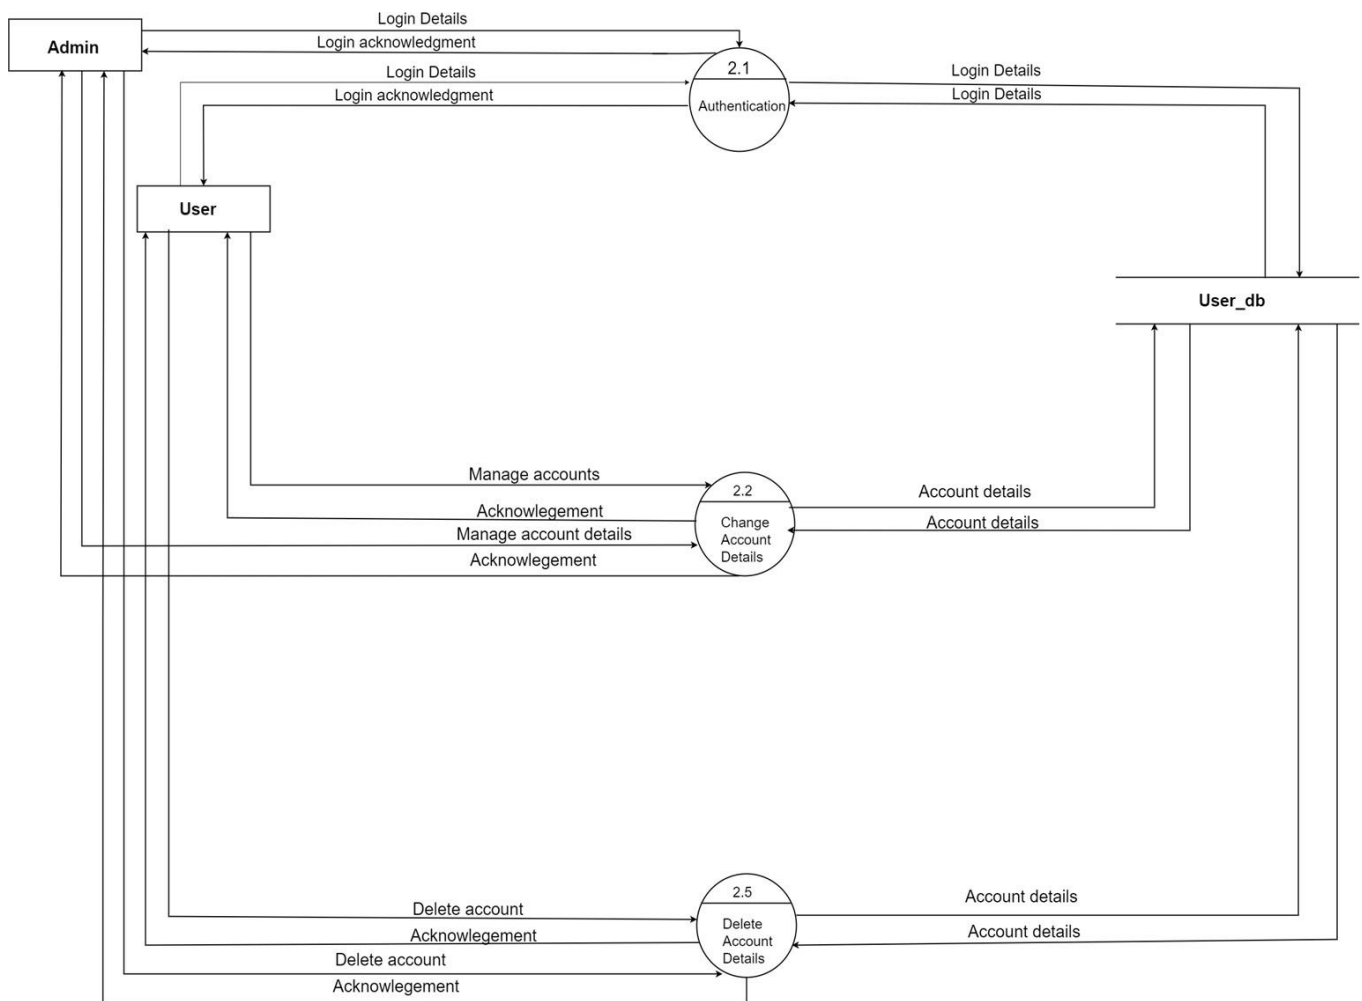 Login Details
Admin
Login acknowledgment
2.1
Login Details
Login Details
Login acknowledgment
Login Details
Authentication
User
User_db
Manage accounts
2.2
Account details
Acknowlegement
Change
Account
Details
Account details
Manage account details
Acknowlegement
2.5
Account details
Delete account
Delete
Account
Details
Account details
Acknowlegement
Delete account
Acknowlegement